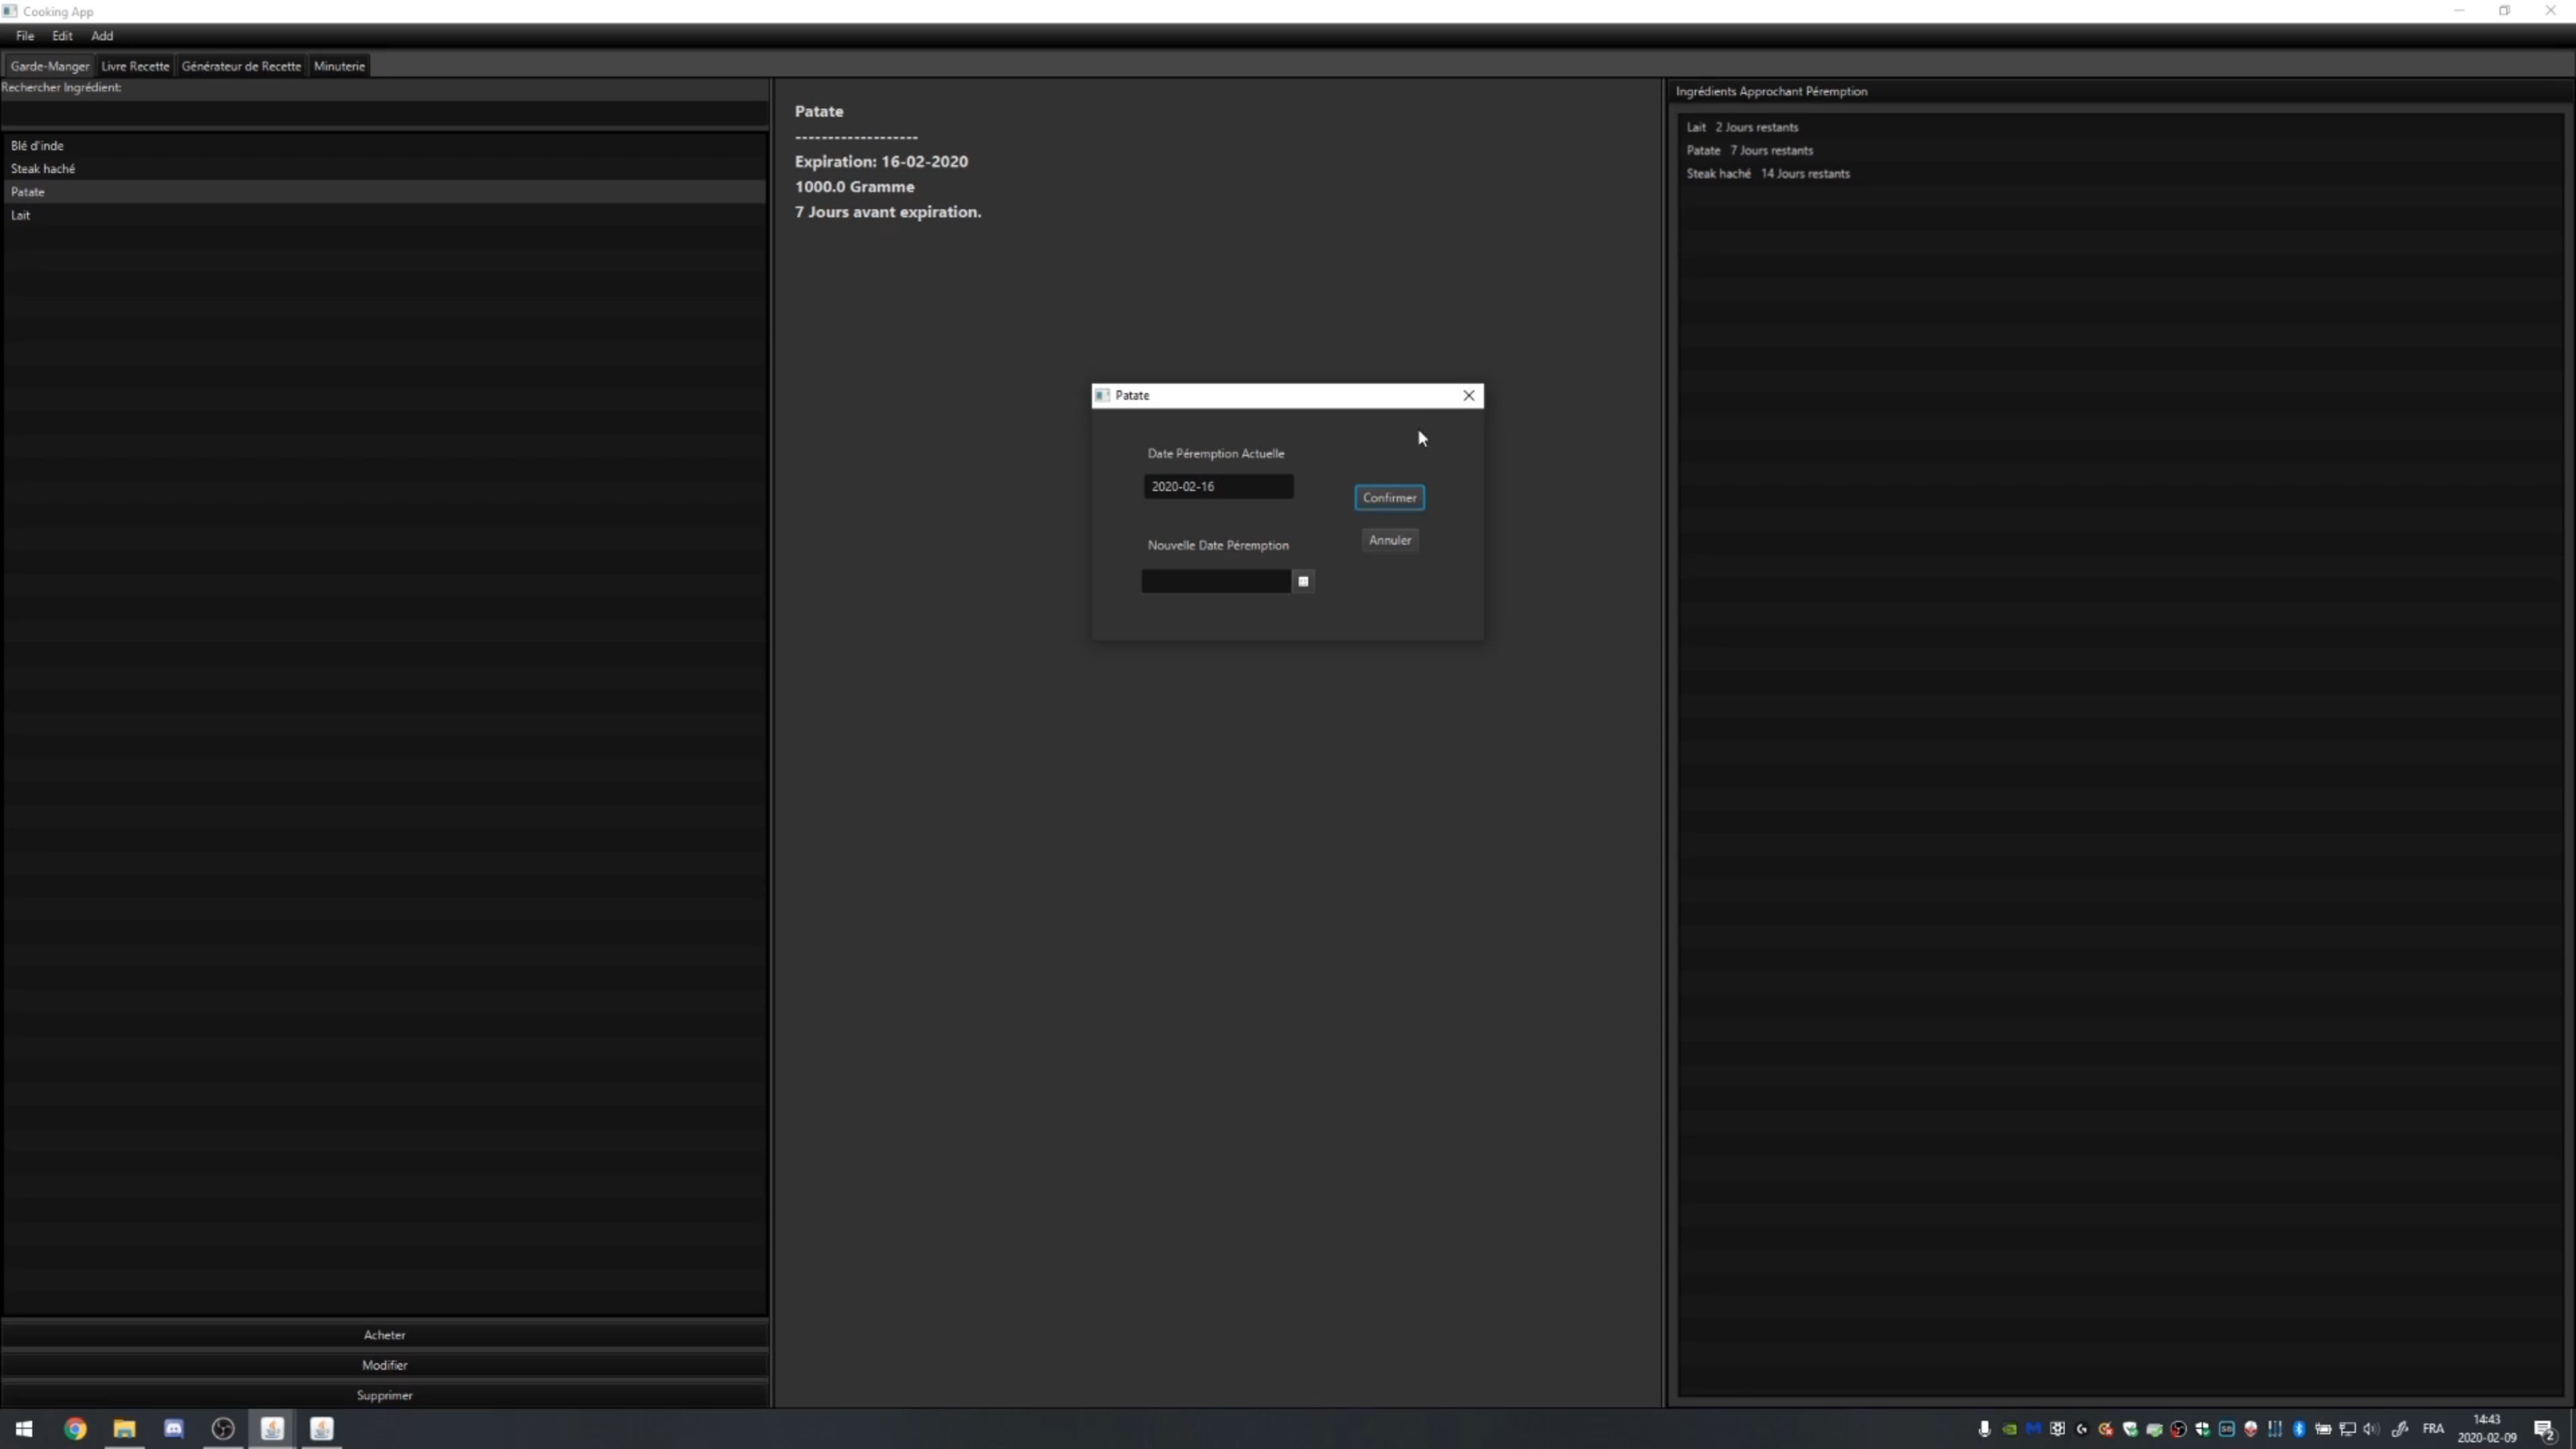 Cooking App
File Edit Add
Garde-Manger Livre Recette Générateur de Recette Minuterie
Rechercher Ingrédient:
Blé d'inde
Steak haché
Patate
Lait
Acheter
Modifier
Supprimer
Patate
-------------------
Expiration: 16-02-2020
1000.0 Gramme
7 Jours avant expiration.
Patate
Date Péremption Actuelle
2020-02-16
Confirmer
Annuler
Nouvelle Date Péremption
Ingrédients Approchant Péremption
Lait 2 Jours restants
Patate 7 Jours restants
Steak haché 14 Jours restants
FRA
14:43
2020-02-09
2